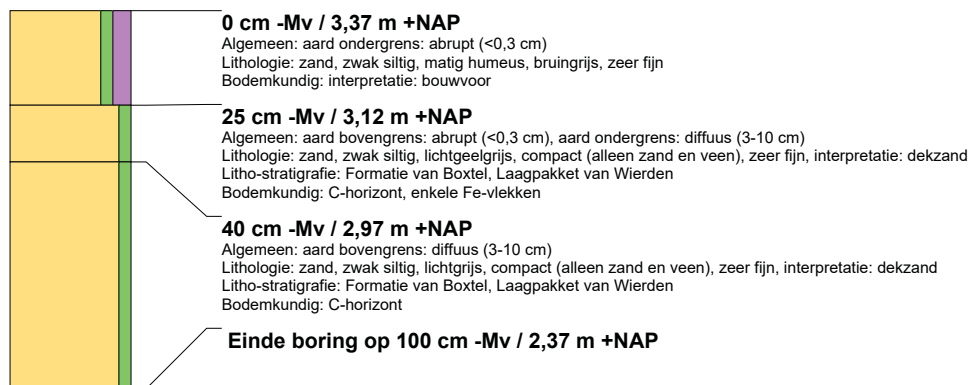 0 cm -Mv / 3,37 m +NAP
Algemeen: aard ondergrens: abrupt (<0,3 cm)
Lithologie: zand, zwak siltig, matig humeus, bruingrijs, zeer fijn
Bodemkundig: interpretatie: bouwvoor
25 cm -Mv / 3,12 m +NAP
Algemeen: aard bovengrens: abrupt (<0,3 cm), aard ondergrens: diffuus (3-10 cm)
Lithologie: zand, zwak siltig, lichtgeelgrijs, compact (alleen zand en veen), zeer fijn, interpretatie: dekzand
Litho-stratigrafie: Formatie van Boxtel, Laagpakket van Wierden
Bodemkundig: C-horizont, enkele Fe-vlekken
40 cm -Mv / 2,97 m +NAP
Algemeen: aard bovengrens: diffuus (3-10 cm)
Lithologie: zand, zwak siltig, lichtgrijs, compact (alleen zand en veen), zeer fijn, interpretatie: dekzand
Litho-stratigrafie: Formatie van Boxtel, Laagpakket van Wierden
Bodemkundig: C-horizont
Einde boring op 100 cm -Mv / 2,37 m +NAP